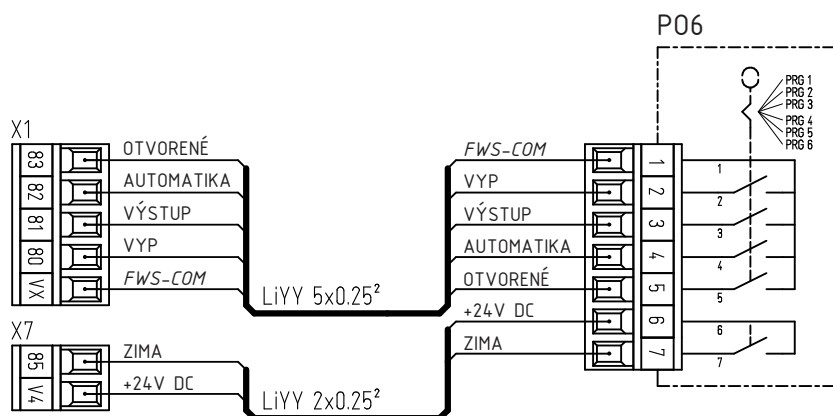 PO6
PRG 1
PRG 2
PRG 3
PRG 4
PRG 5
PRG 6
X1
83 OTVORENÉ
82 AUTOMATIKA
81 VÝSTUP
80 VYP
VX FWS-COM
LiYY 5x0.25²
X7
85 ZIMA
V4 +24V DC
LiYY 2x0.25²
FWS-COM 1 1
VYP 2 2
VÝSTUP 3 3
AUTOMATIKA 4 4
OTVORENÉ 5 5
+24V DC 6 6
ZIMA 7 7